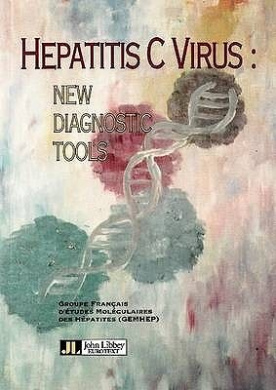 HEPATITIS C VIRUS :
NEW
DIAGNOSTIC
TOOLS
GROUPE FRANÇAIS
D'ÉTUDES MOLÉCULAIRES
DES HÉPATITES (GEMHEP)
JL John Libbey
EUROTEXT